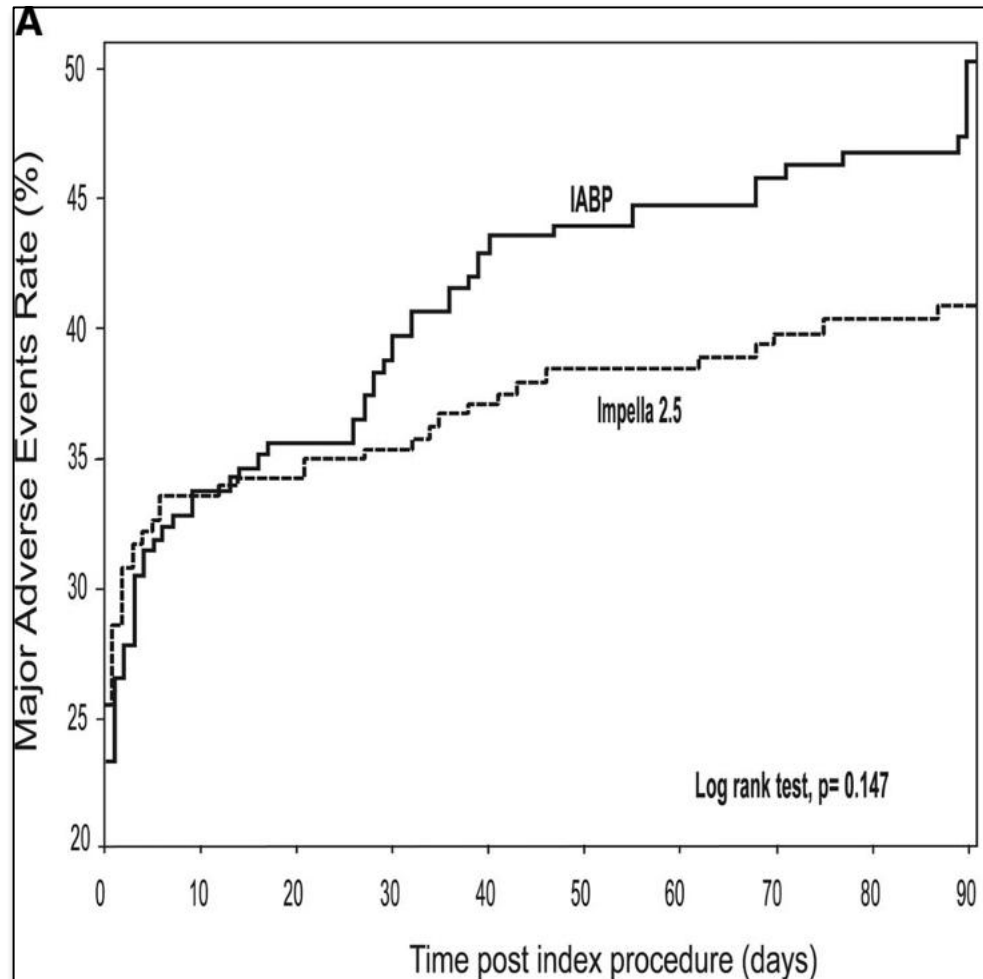 A
Major Adverse Events Rate (%)
50
45
40
35
30
25
20
IABP
Impella 2.5
Log rank test, p= 0.147
0 10 20 30 40 50 60 70 80 90
Time post index procedure (days)